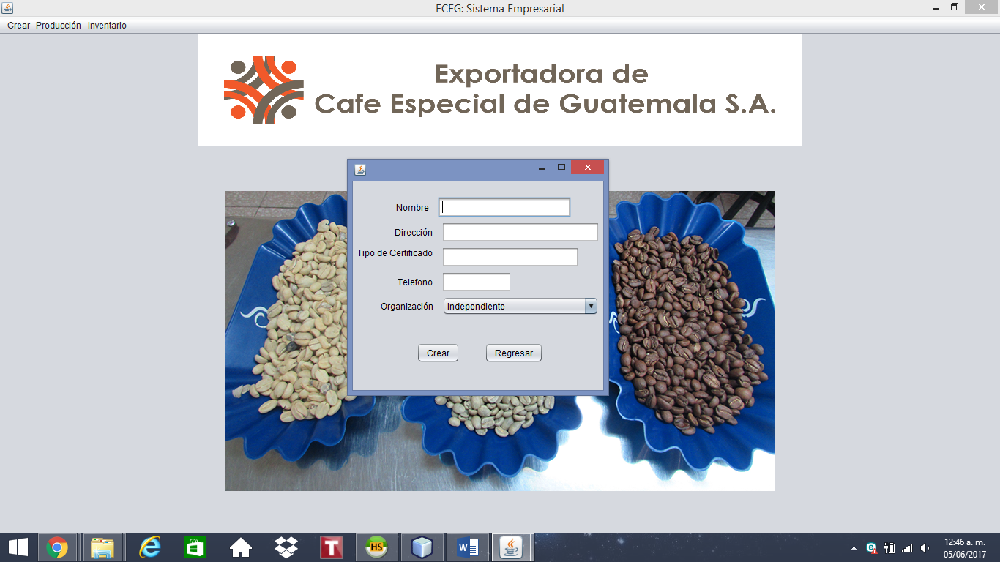 ECEG: Sistema Empresarial
Crear Producción Inventario
Exportadora de
Cafe Especial de Guatemala S.A.
Nombre
Dirección
Tipo de Certificado
Telefono
Organización Independiente
Crear Regresar
T HS W
12:46 a. m.
05/06/2017